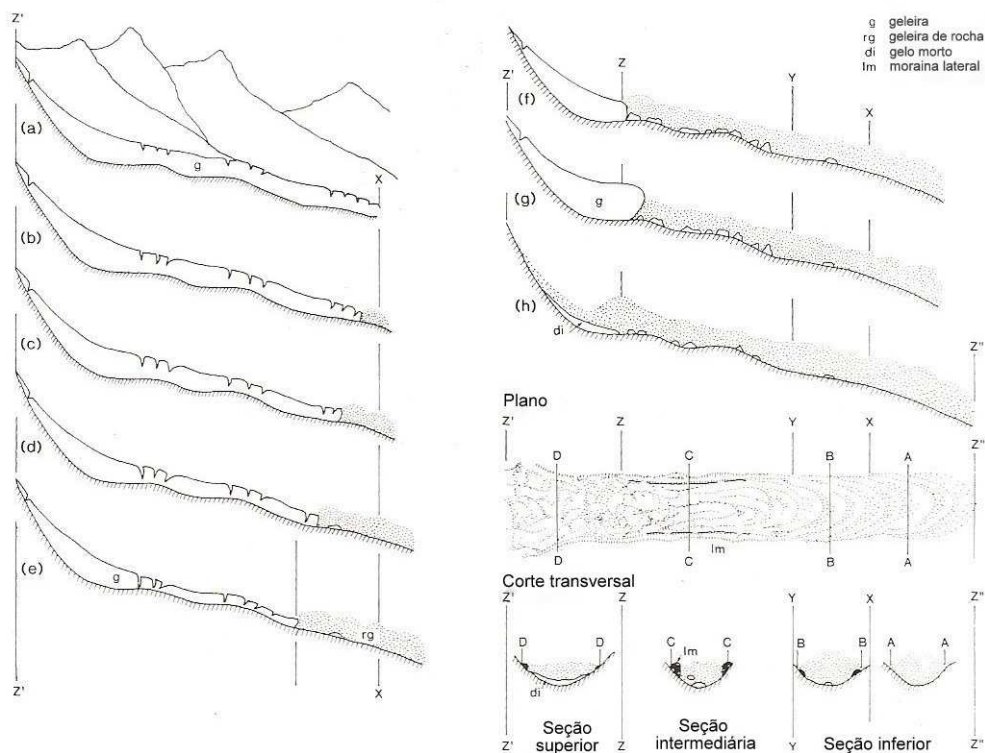 Z'
(a)
g
X
(b)
(c)
(d)
(e)
g
rg
Z'
X
g geleira
rg geleira de rocha
di gelo morto
lm moraina lateral
Z'
Z
Y
X
(f)
(g)
g
(h)
di
Z"
Plano
Z'
Z
Y
X
Z"
D
C
B
A
lm
D
C
B
A
Corte transversal
Z'
Z
Y
X
Z"
D
D
C
lm
C
B
B
A
A
di
Seção superior
Seção intermediária
Seção inferior
Z'
Z
Y
X
Z"